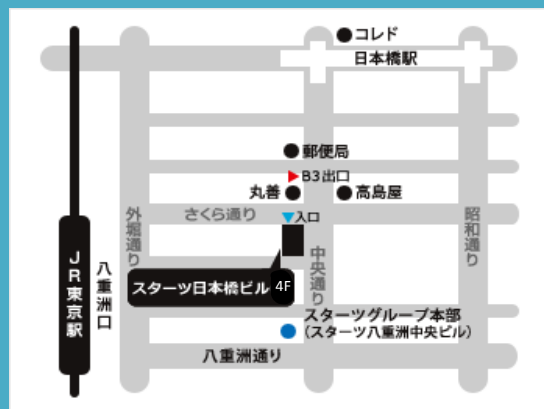 コレド
日本橋駅
郵便局
B3出口
丸善
高島屋
さくら通り
入口
外堀通り
中央通り
昭和通り
JR東京駅
八重洲口
スターツ日本橋ビル 4F
スターツグループ本部
(スターツ八重洲中央ビル)
八重洲通り